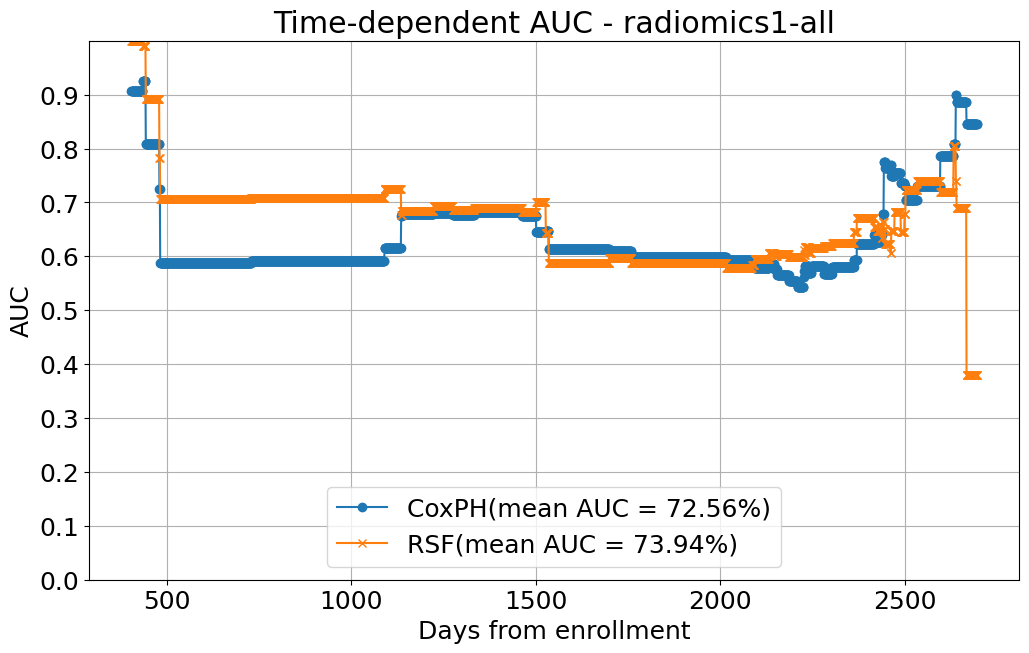 Time-dependent AUC - radiomics1-all
AUC
0.9
0.8
0.7
0.6
0.5
0.4
0.3
0.2
0.1
0.0
CoxPH(mean AUC = 72.56%)
RSF(mean AUC = 73.94%)
500 1000 1500 2000 2500
Days from enrollment